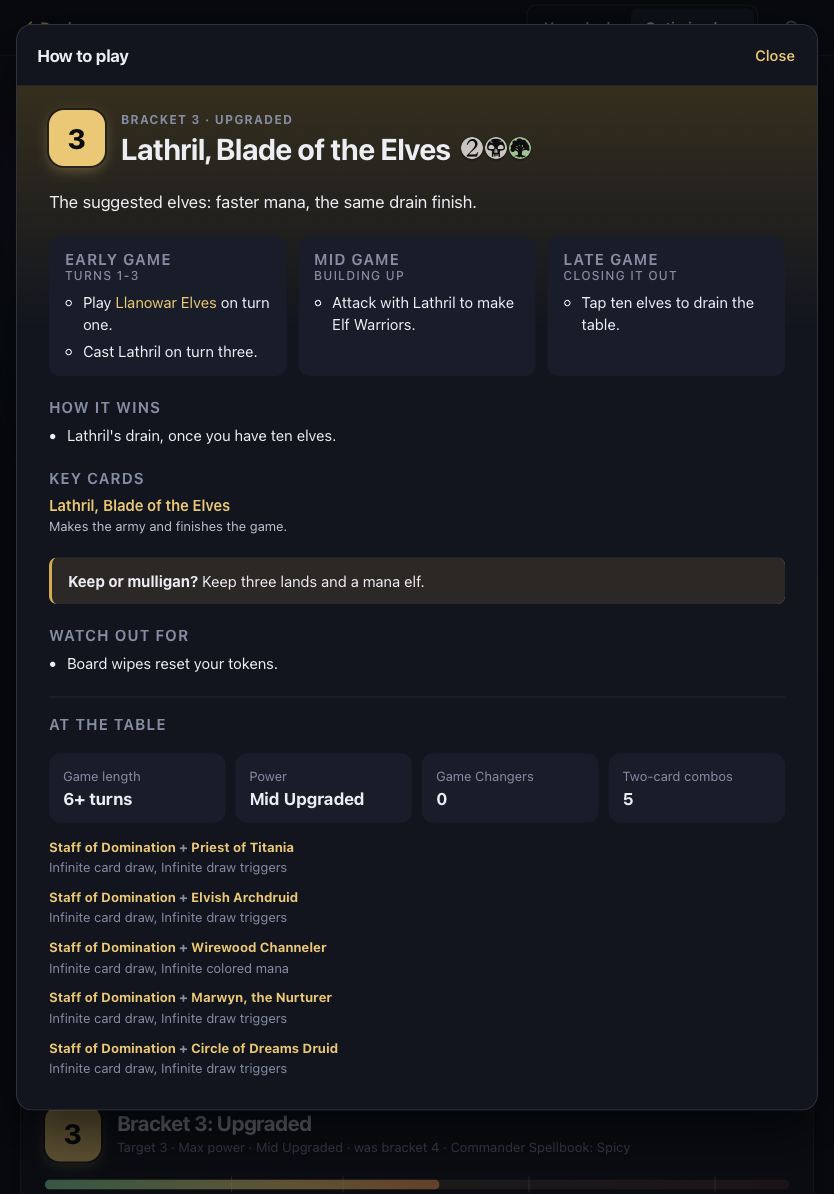 How to play
Close
3
BRACKET 3 · UPGRADED
Lathril, Blade of the Elves 2
The suggested elves: faster mana, the same drain finish.
EARLY GAME
TURNS 1-3
Play Llanowar Elves on turn
one.
Cast Lathril on turn three.
MID GAME
BUILDING UP
Attack with Lathril to make
Elf Warriors.
LATE GAME
CLOSING IT OUT
Tap ten elves to drain the
table.
HOW IT WINS
Lathril's drain, once you have ten elves.
KEY CARDS
Lathril, Blade of the Elves
Makes the army and finishes the game.
Keep or mulligan? Keep three lands and a mana elf.
WATCH OUT FOR
Board wipes reset your tokens.
AT THE TABLE
Game length
6+ turns
Power
Mid Upgraded
Game Changers
0
Two-card combos
5
Staff of Domination + Priest of Titania
Infinite card draw, Infinite draw triggers
Staff of Domination + Elvish Archdruid
Infinite card draw, Infinite draw triggers
Staff of Domination + Wirewood Channeler
Infinite card draw, Infinite colored mana
Staff of Domination + Marwyn, the Nurturer
Infinite card draw, Infinite draw triggers
Staff of Domination + Circle of Dreams Druid
Infinite card draw, Infinite draw triggers
3
Bracket 3: Upgraded
Target 3 · Max power · Mid Upgraded · was bracket 4 · Commander Spellbook: Spicy